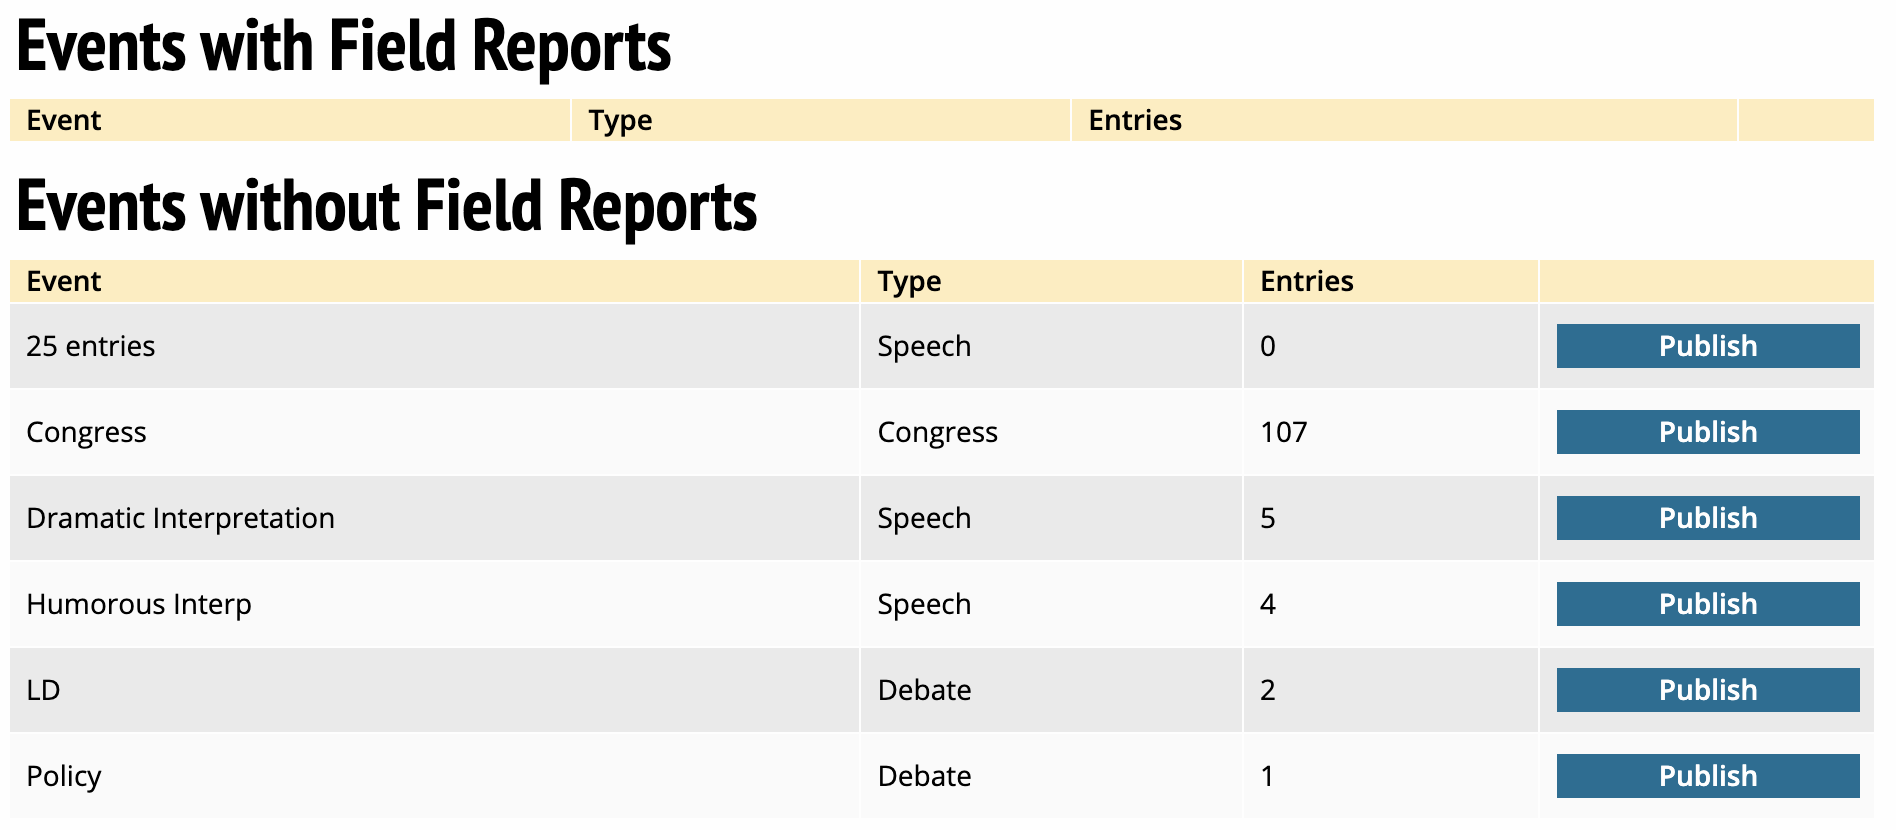 Events with Field Reports
Event Type Entries
Events without Field Reports
Event Type Entries
25 entries Speech 0 Publish
Congress Congress 107 Publish
Dramatic Interpretation Speech 5 Publish
Humorous Interp Speech 4 Publish
LD Debate 2 Publish
Policy Debate 1 Publish